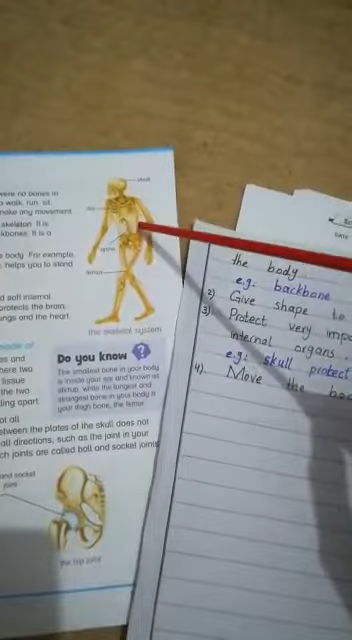 skull
were no bones in
walk, run, sit,
make any movement
skeleton. It is
kbones. It is a
body. For example,
helps you to stand
spine
femur
d soft internal
protects the brain,
ungs and the heart
the skeletal system
made of
es and
here two
tissue
the two
ling apart.
Do you know ?
The smallest bone in your body
is inside your ear and known as
stirrup, while the longest and
strongest bone in your body is
your thigh bone, the femur.
ot all
between the plates of the skull does not
all directions, such as the joint in your
ch joints are called ball and socket joints
and socket
joint
the hip joint
DATE
the body
e.g. backbone
2) Give shape to
3) Protect very impo
internal organs.
e.g. skull protect
4). Move the bod